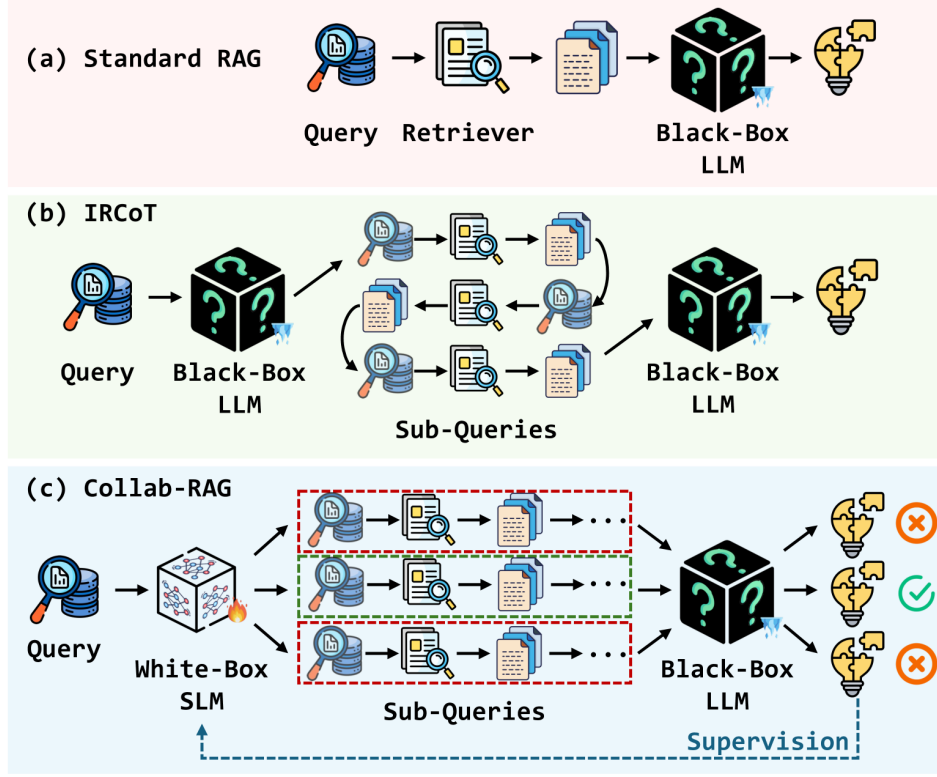 (a) Standard RAG
Query Retriever
Black-Box
LLM
(b) IRCoT
Query
Black-Box
LLM
Black-Box
LLM
Sub-Queries
(c) Collab-RAG
Query
White-Box
SLM
Sub-Queries
Black-Box
LLM
Supervision